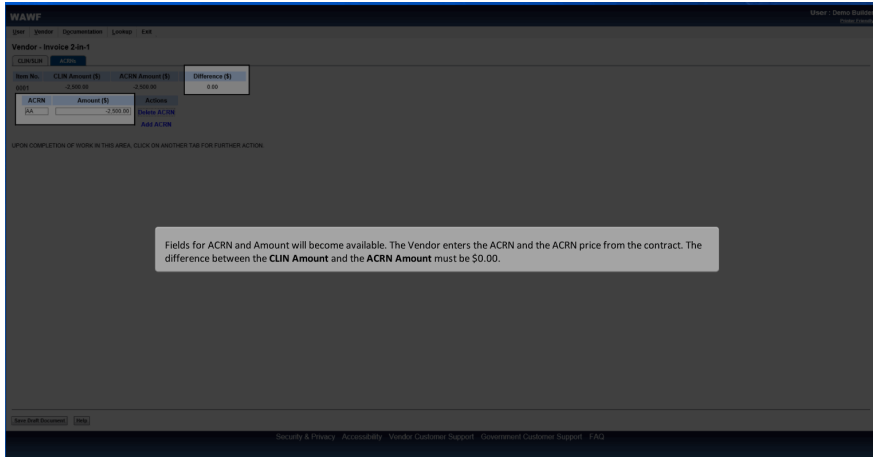 WAWF
User : Demo Builder
User Vendor Documentation Lookup Exit
Vendor - Invoice 2-in-1
CLIN/SLIN ACRNs
Item No. CLIN Amount ($) ACRN Amount ($) Difference ($)
0001 -2,500.00 -2,500.00 0.00
ACRN Amount ($) Actions
AA -2,500.00 Delete ACRN
Add ACRN
UPON COMPLETION OF WORK IN THIS AREA, CLICK ON ANOTHER TAB FOR FURTHER ACTION.
Fields for ACRN and Amount will become available. The Vendor enters the ACRN and the ACRN price from the contract. The
difference between the CLIN Amount and the ACRN Amount must be $0.00.
Save Draft Document Help
Security & Privacy Accessibility Vendor Customer Support Government Customer Support FAQ